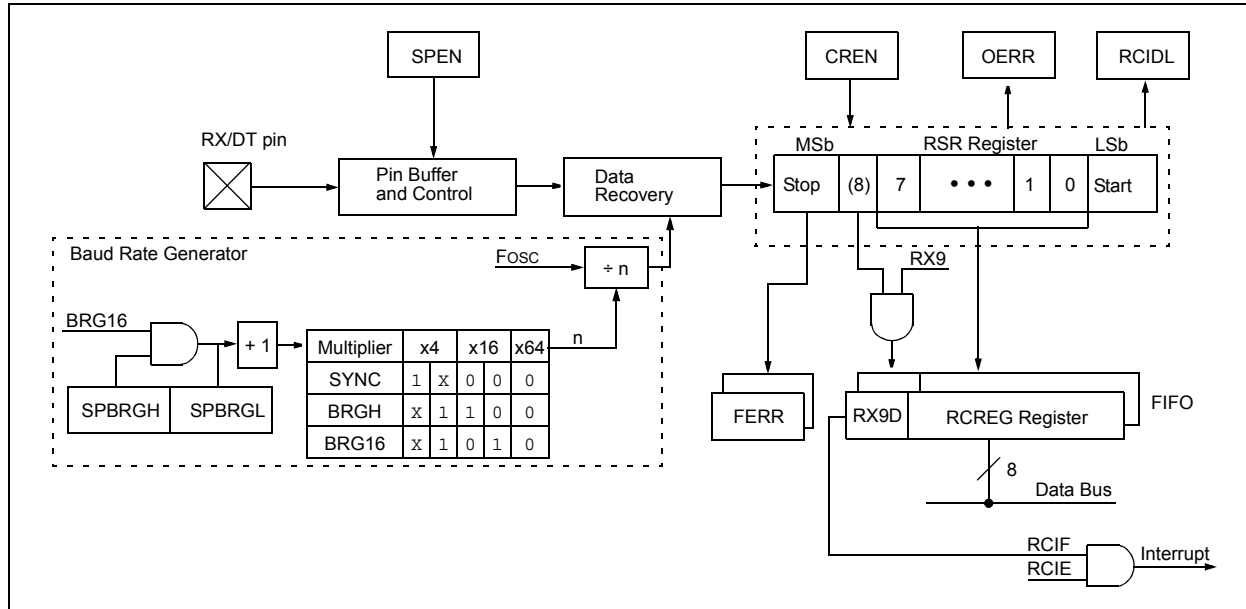 SPEN
CREN
OERR
RCIDL
RX/DT pin
Pin Buffer
and Control
Data
Recovery
MSb
RSR Register
LSb
Stop (8) 7 • • • 1 0 Start
RX9
Baud Rate Generator
FOSC
÷ n
n
BRG16
+ 1
SPBRGH SPBRGL
Multiplier x4 x16 x64
SYNC 1 X 0 0 0
BRGH X 1 1 0 0
BRG16 X 1 0 1 0
FERR
RX9D RCREG Register
FIFO
8
Data Bus
RCIF
RCIE
Interrupt